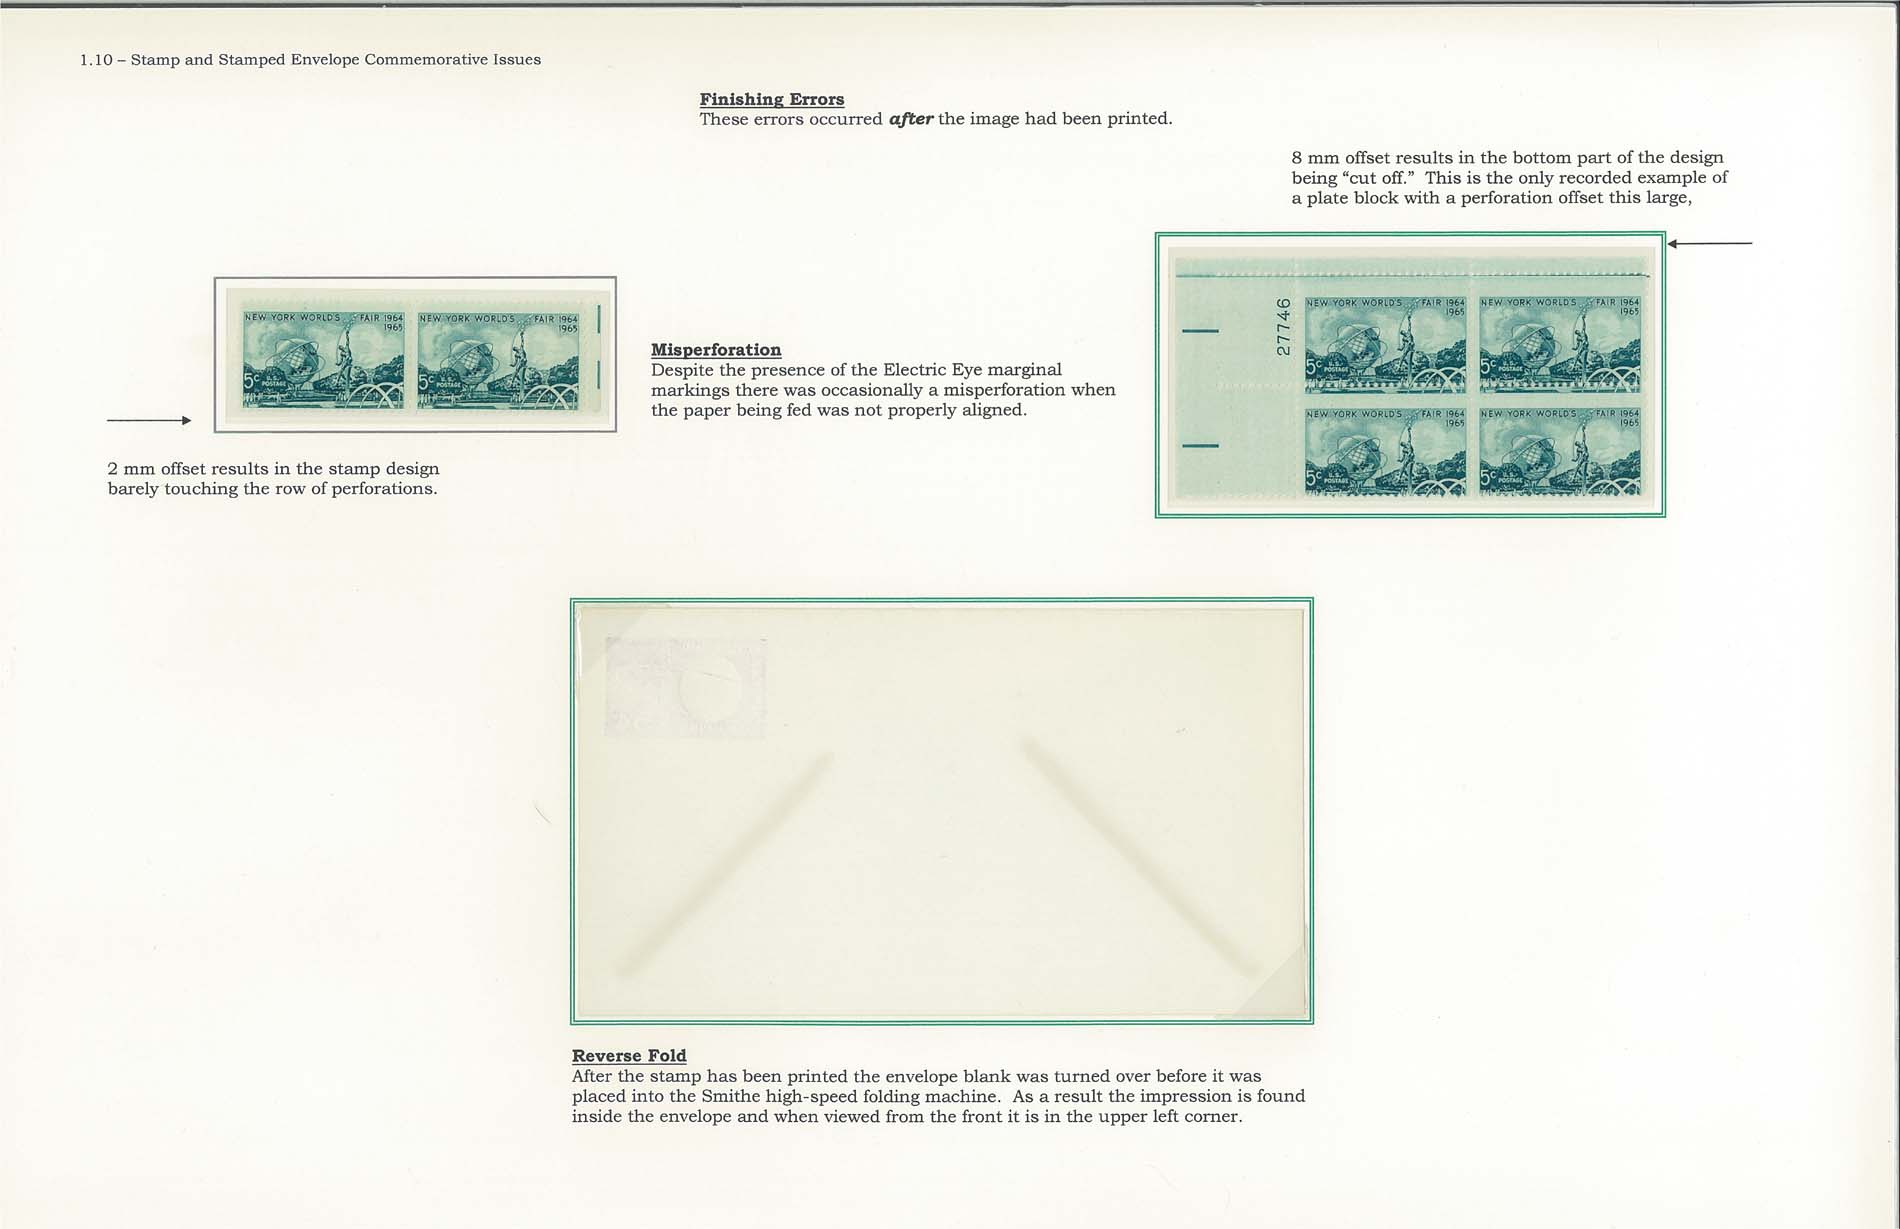 1.10 – Stamp and Stamped Envelope Commemorative Issues
Finishing Errors
These errors occurred after the image had been printed.
8 mm offset results in the bottom part of the design
being “cut off.”  This is the only recorded example of
a plate block with a perforation offset this large,
NEW YORK WORLD'S FAIR 1964
1965
5c
U.S.
POSTAGE
NEW YORK WORLD'S FAIR 1964
1965
5c
U.S.
POSTAGE
2 mm offset results in the stamp design
barely touching the row of perforations.
Misperforation
Despite the presence of the Electric Eye marginal
markings there was occasionally a misperforation when
the paper being fed was not properly aligned.
27746
NEW YORK WORLD'S FAIR 1964
1965
5c
U.S.
POSTAGE
NEW YORK WORLD'S FAIR 1964
1965
5c
U.S.
POSTAGE
NEW YORK WORLD'S FAIR 1964
1965
5c
U.S.
POSTAGE
NEW YORK WORLD'S FAIR 1964
1965
5c
U.S.
POSTAGE
Reverse Fold
After the stamp has been printed the envelope blank was turned over before it was
placed into the Smithe high-speed folding machine.  As a result the impression is found
inside the envelope and when viewed from the front it is in the upper left corner.